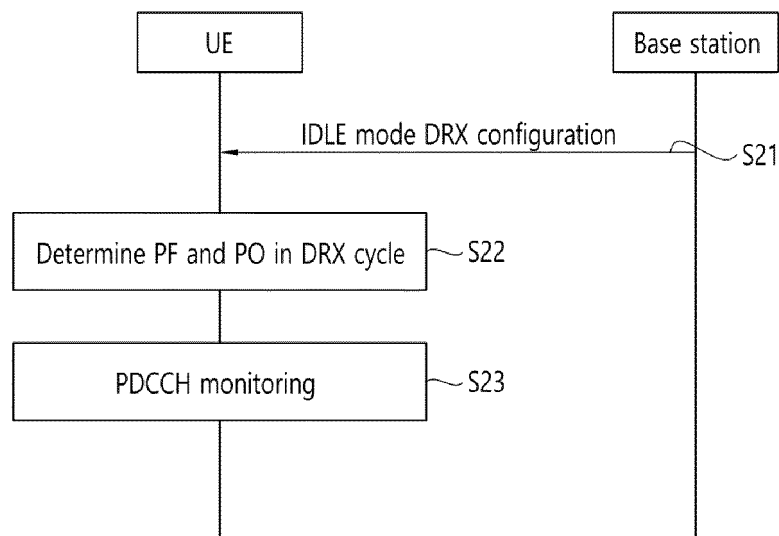 UE
Base station
IDLE mode DRX configuration
S21
Determine PF and PO in DRX cycle
S22
PDCCH monitoring
S23